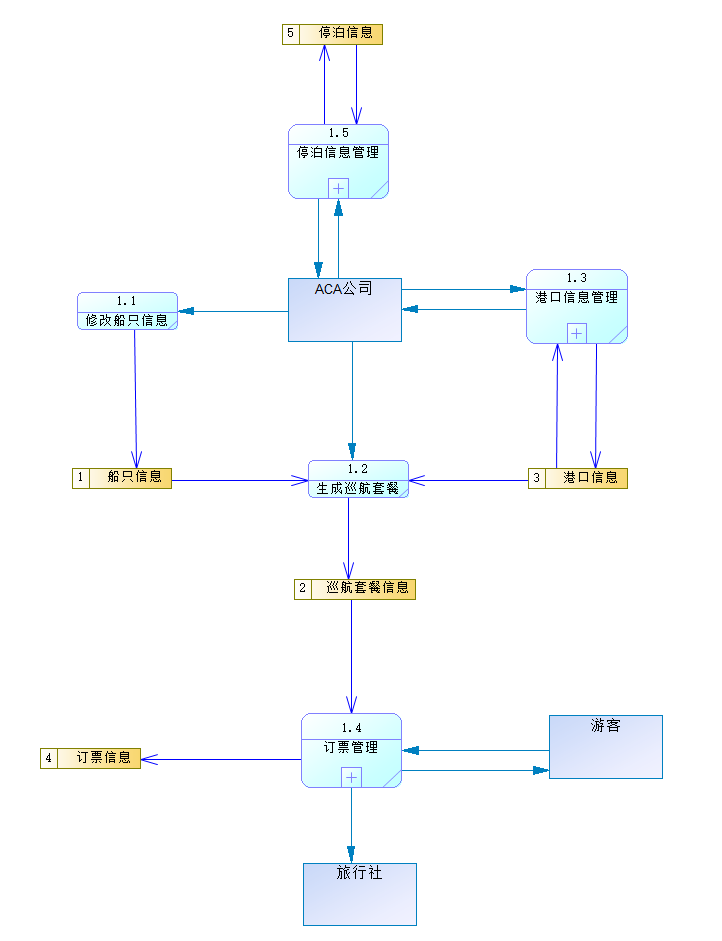 5 停泊信息
1.5
停泊信息管理
ACA公司
1.3
港口信息管理
1.1
修改船只信息
1 船只信息
1.2
生成巡航套餐
3 港口信息
2 巡航套餐信息
1.4
订票管理
游客
4 订票信息
旅行社